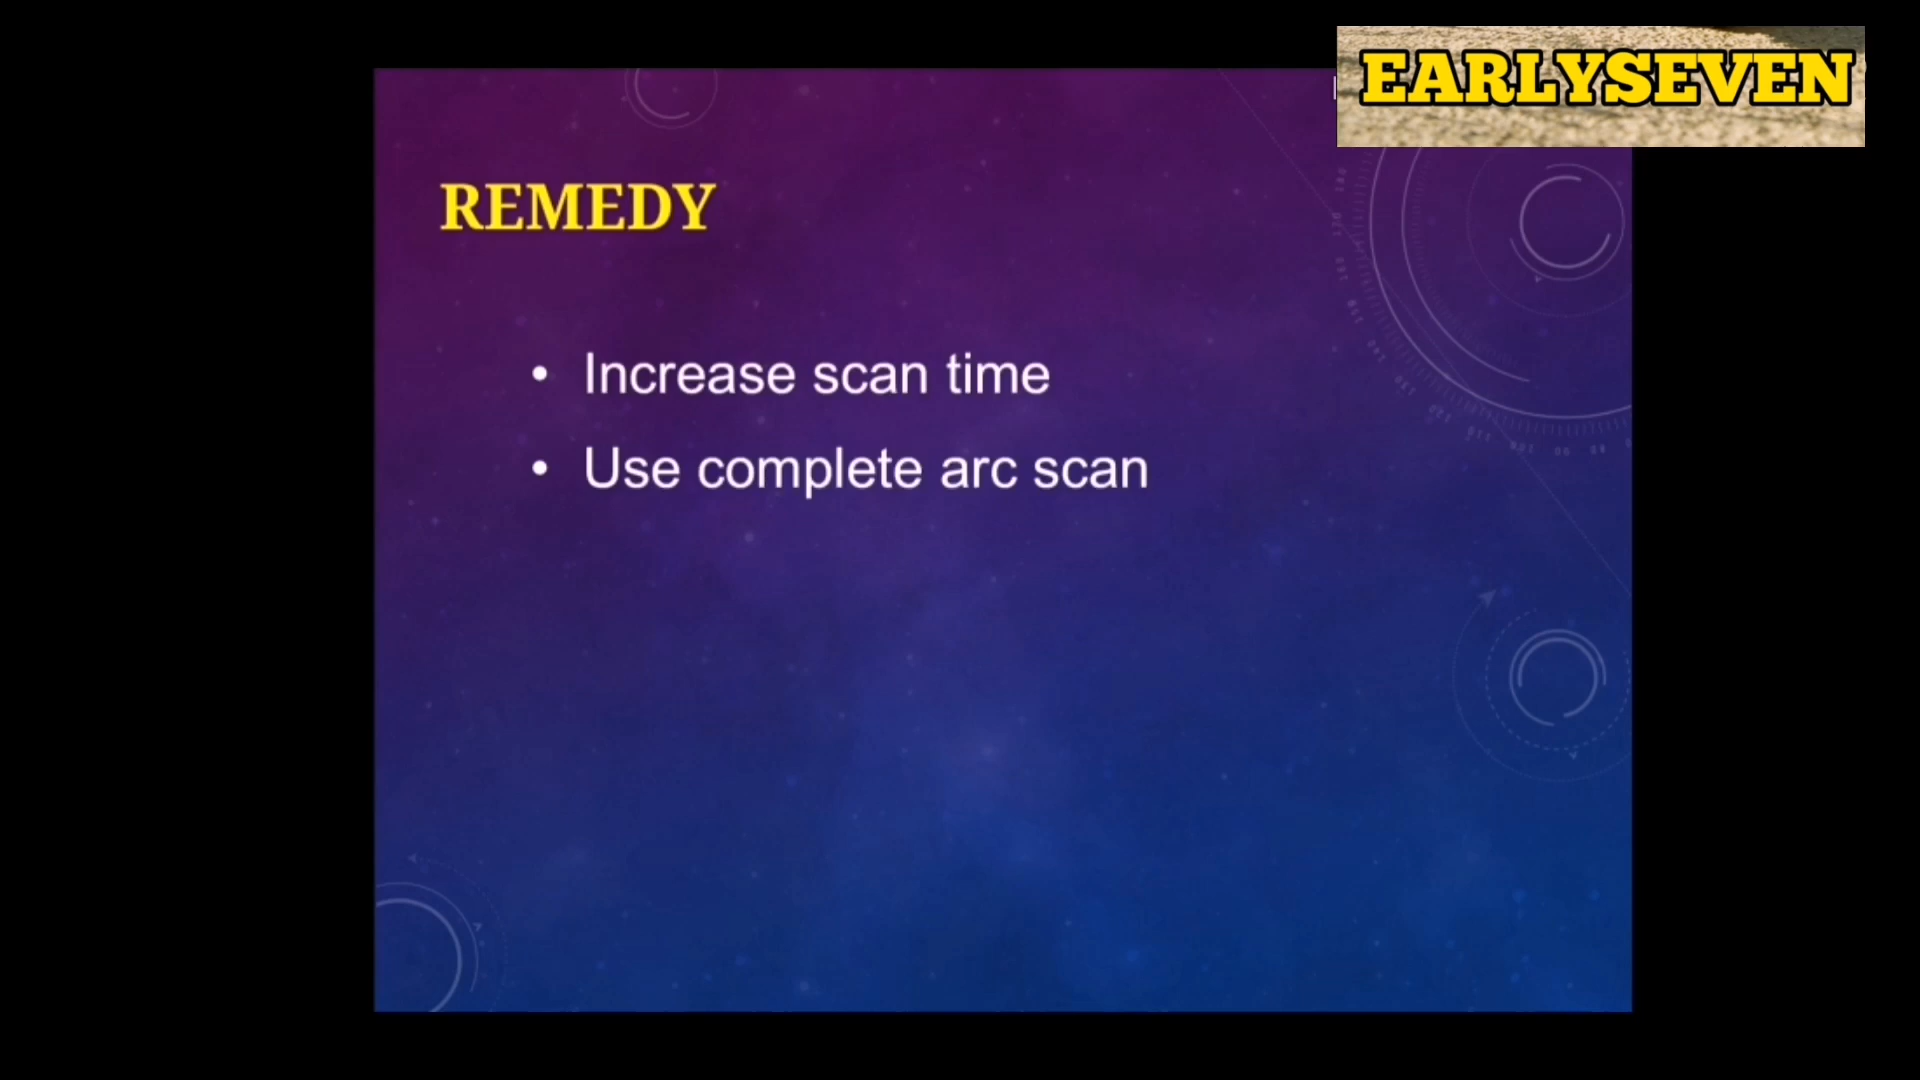 EARLYSEVEN
REMEDY
• Increase scan time
• Use complete arc scan